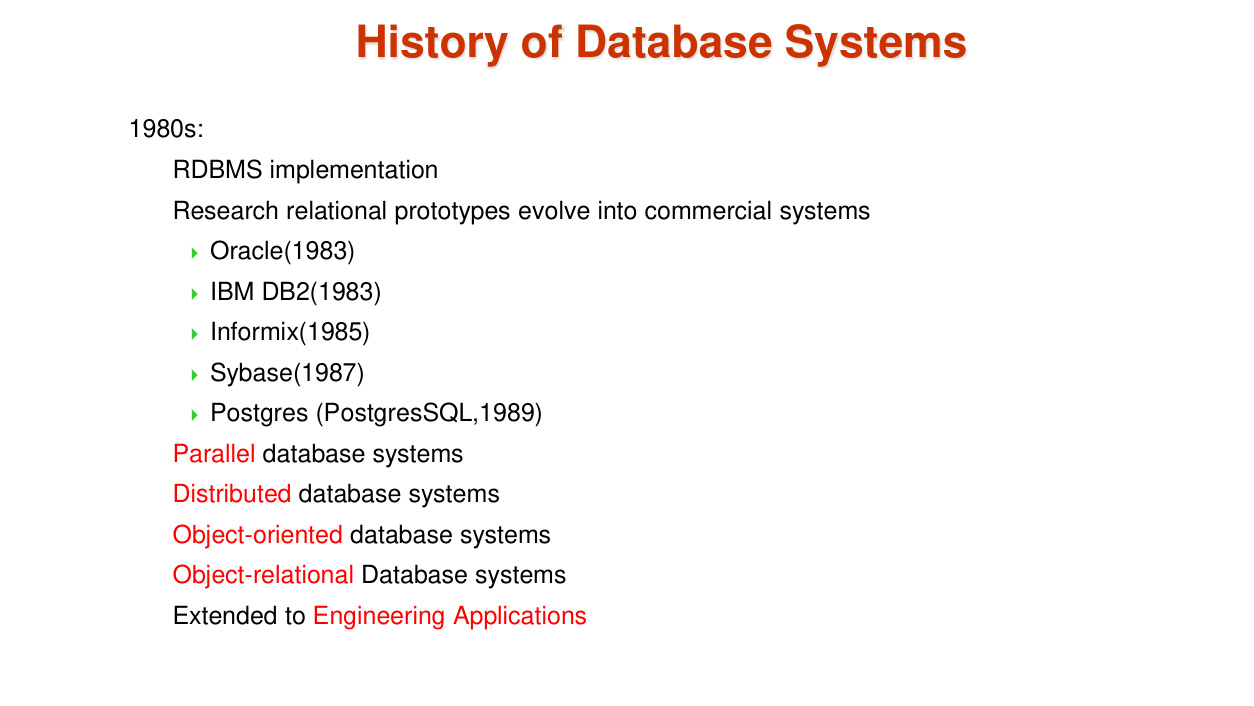 History of Database Systems
1980s:
RDBMS implementation
Research relational prototypes evolve into commercial systems
Oracle(1983)
IBM DB2(1983)
Informix(1985)
Sybase(1987)
Postgres (PostgresSQL,1989)
Parallel database systems
Distributed database systems
Object-oriented database systems
Object-relational Database systems
Extended to Engineering Applications